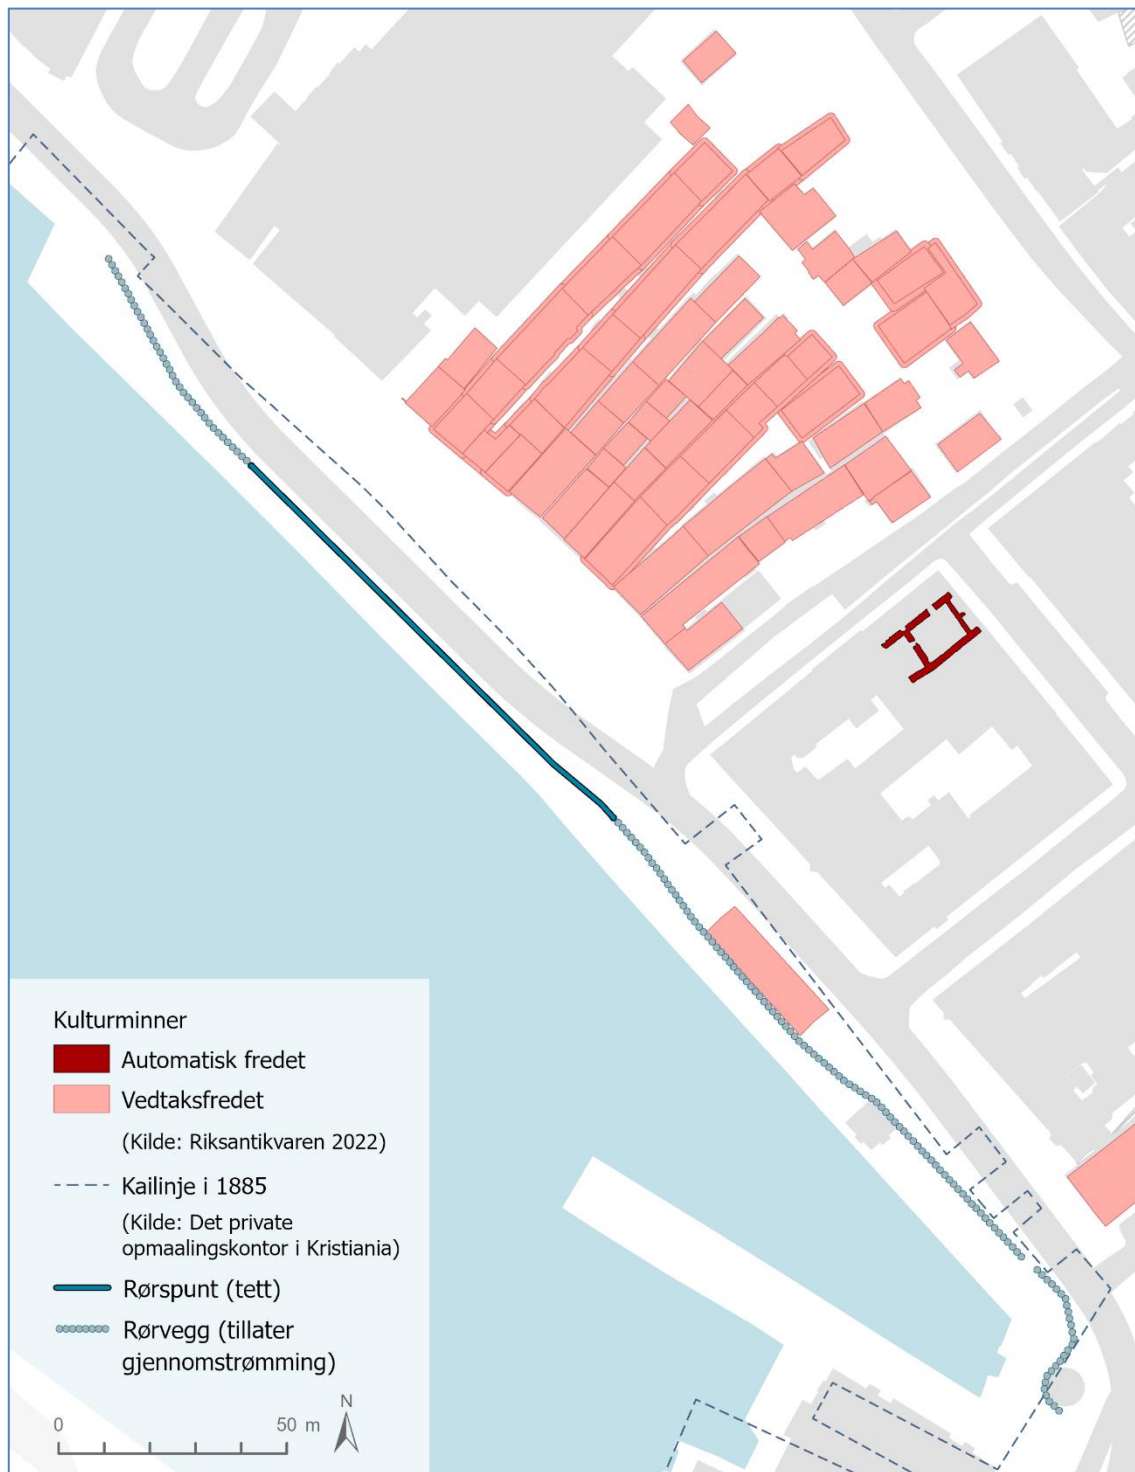 Kulturminner
Automatisk fredet
Vedtaksfredet
(Kilde: Riksantikvaren 2022)
Kailinje i 1885
(Kilde: Det private
opmaalingskontor i Kristiania)
Rørspunt (tett)
Rørvegg (tillater
gjennomstrømming)
N
0 50 m